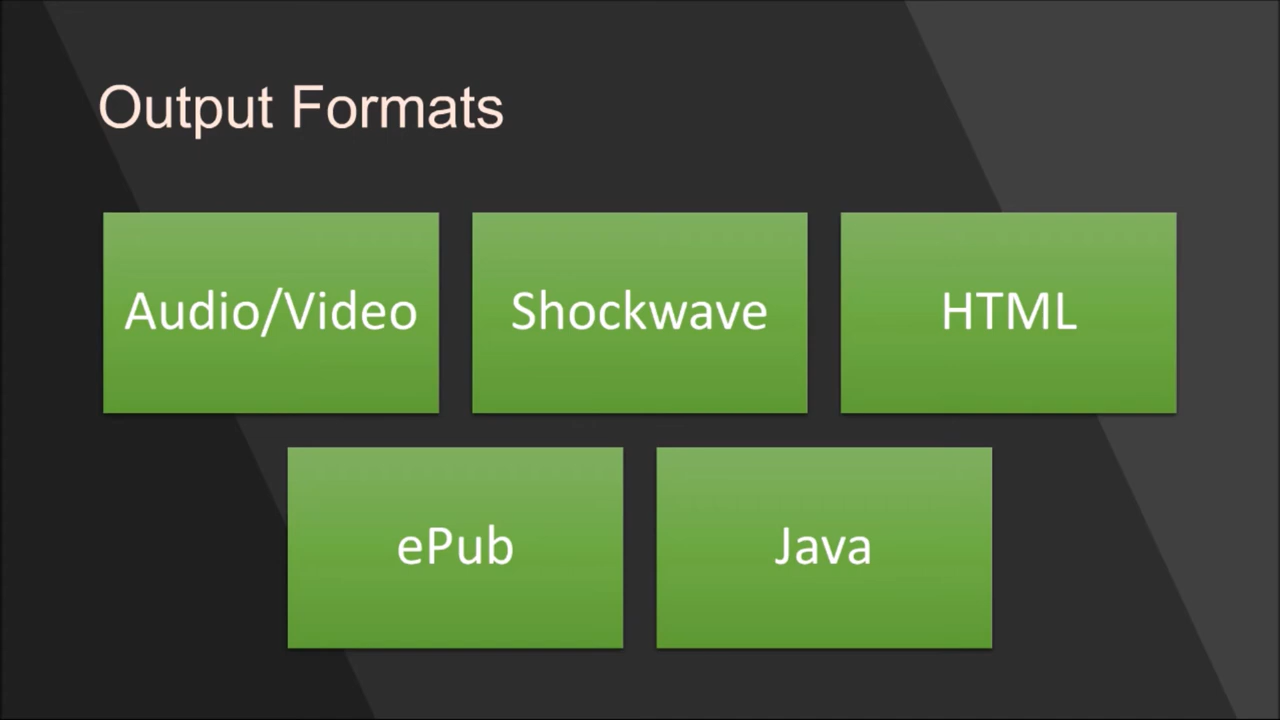 Output Formats
Audio/Video
Shockwave
HTML
ePub
Java